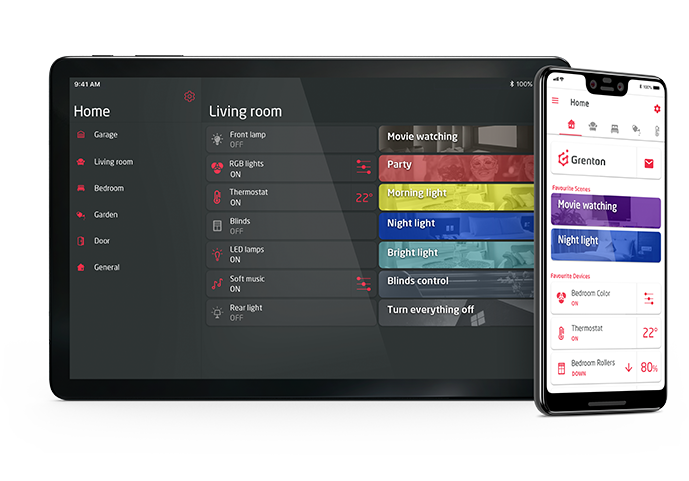 9:41 AM
100%
Home
Garage
Living room
Bedroom
Garden
Door
General
Living room
Front lamp
OFF
RGB lights
ON
Thermostat
ON
22°
Blinds
OFF
LED lamps
ON
Soft music
ON
Rear light
OFF
Movie watching
Party
Morning light
Night light
Bright light
Blinds control
Turn everything off
100%
Home
Grenton
Favourite Scenes
Movie watching
Night light
Favourite Devices
Bedroom Color
ON
Thermostat
ON
22°
Bedroom Rollers
DOWN
80%